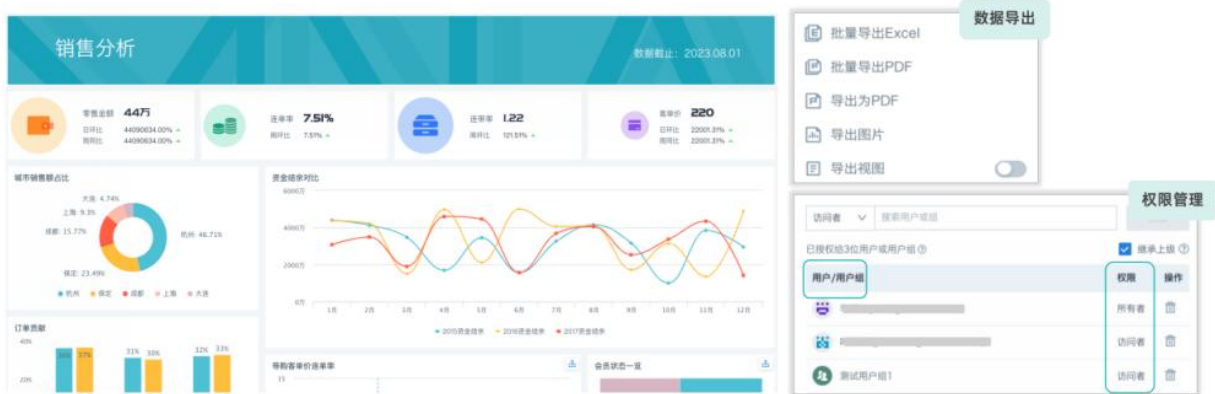 销售分析
数据截止: 2023.08.01
零售金额 447万
日环比 44090634.00%
周同比 44090634.00%
连单率 7.51%
周环比 7.51%
连带率 1.22
周环比 121.51%
客单价 220
日环比 22001.31%
周同比 22001.31%
城市销售额占比
大连: 4.74%
上海: 9.3%
成都: 15.77%
杭州: 46.71%
保定: 23.49%
杭州 保定 成都 上海 大连
资金结余对比
6000万
4000万
2000万
0万
1月 2月 3月 4月 5月 6月 7月 8月 9月 10月 11月 12月
2015资金结余 2016资金结余 2017资金结余
订单贡献
40%
36% 37% 31% 38% 32% 33%
20%
导购客单价连单率
15
会员状态一览
数据导出
批量导出Excel
批量导出PDF
导出为PDF
导出图片
导出视图
权限管理
访问者 搜索用户或组
已授权给3位用户或用户组
继承上级
用户/用户组 权限 操作
所有者
访问者
测试用户组1 访问者